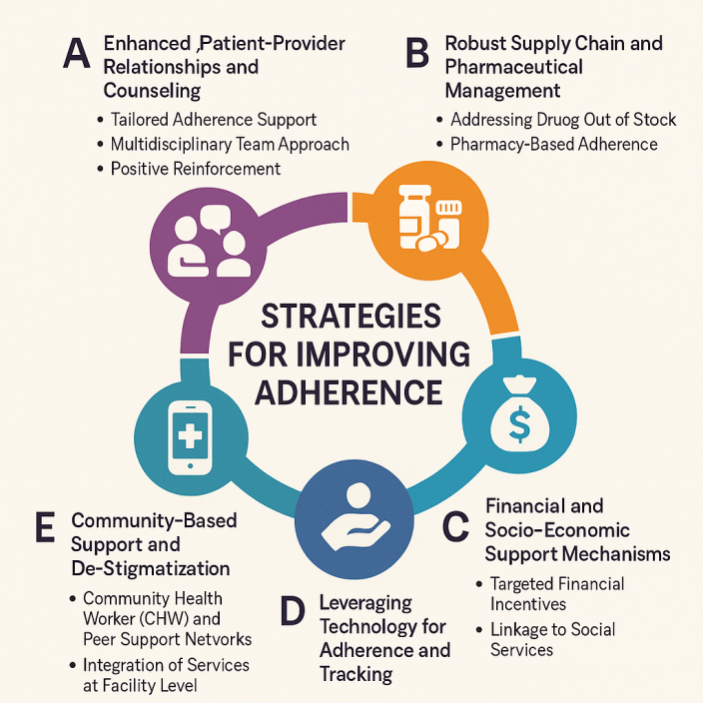 A
Enhanced ,Patient-Provider
Relationships and
Counseling
• Tailored Adherence Support
• Multidisciplinary Team Approach
• Positive Reinforcement
B
Robust Supply Chain and
Pharmaceutical
Management
• Addressing Druog Out of Stock
• Pharmacy-Based Adherence
STRATEGIES
FOR IMPROVING
ADHERENCE
$
C
Financial and
Socio-Economic
Support Mechanisms
• Targeted Financial
Incentives
• Linkage to Social
Services
D
Leveraging
Technology for
Adherence and
Tracking
E
Community-Based
Support and
De-Stigmatization
• Community Health
Worker (CHW) and
Peer Support Networks
• Integration of Services
at Facility Level